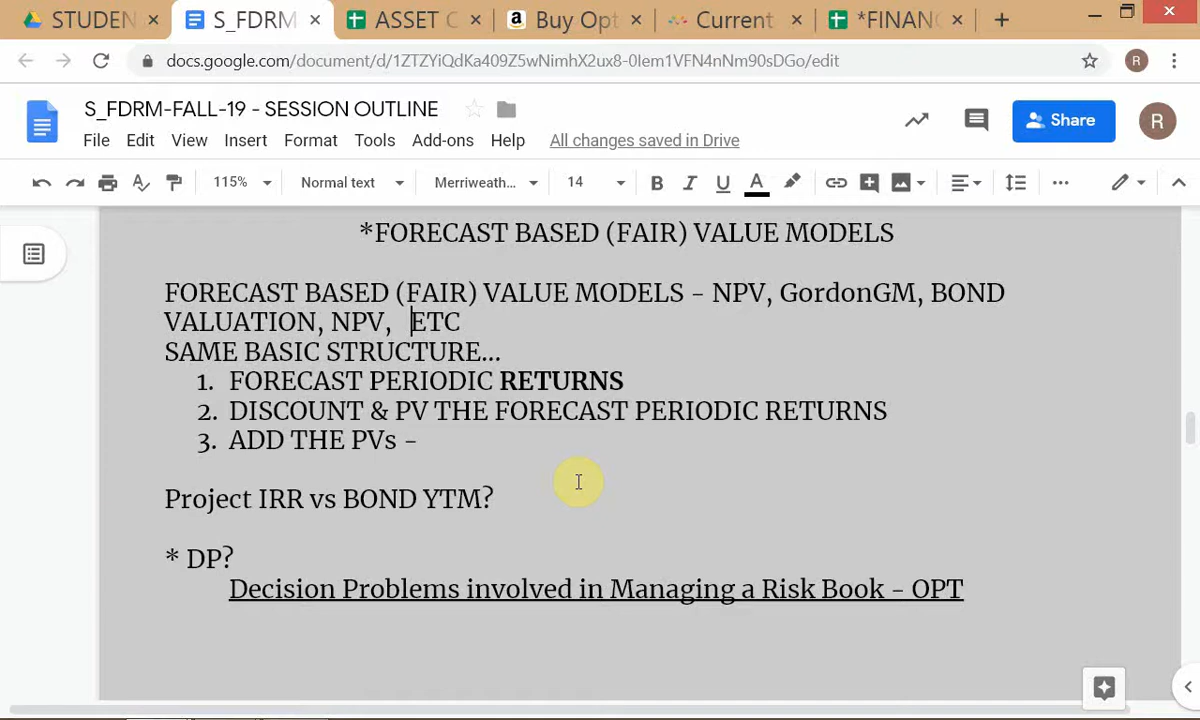 STUDEN
S_FDRM
ASSET C
Buy Opt
Current
*FINANC
docs.google.com/document/d/1ZTZYiQdKa409Z5wNimhX2ux8-0Iem1VFN4nNm90sDGo/edit
R
S_FDRM-FALL-19 - SESSION OUTLINE
Share
R
File Edit View Insert Format Tools Add-ons Help All changes saved in Drive
115% Normal text Merriweath... 14 B I U A
*FORECAST BASED (FAIR) VALUE MODELS
FORECAST BASED (FAIR) VALUE MODELS - NPV, GordonGM, BOND
VALUATION, NPV, ETC
SAME BASIC STRUCTURE...
1. FORECAST PERIODIC RETURNS
2. DISCOUNT & PV THE FORECAST PERIODIC RETURNS
3. ADD THE PVs -
Project IRR vs BOND YTM?
* DP?
Decision Problems involved in Managing a Risk Book - OPT